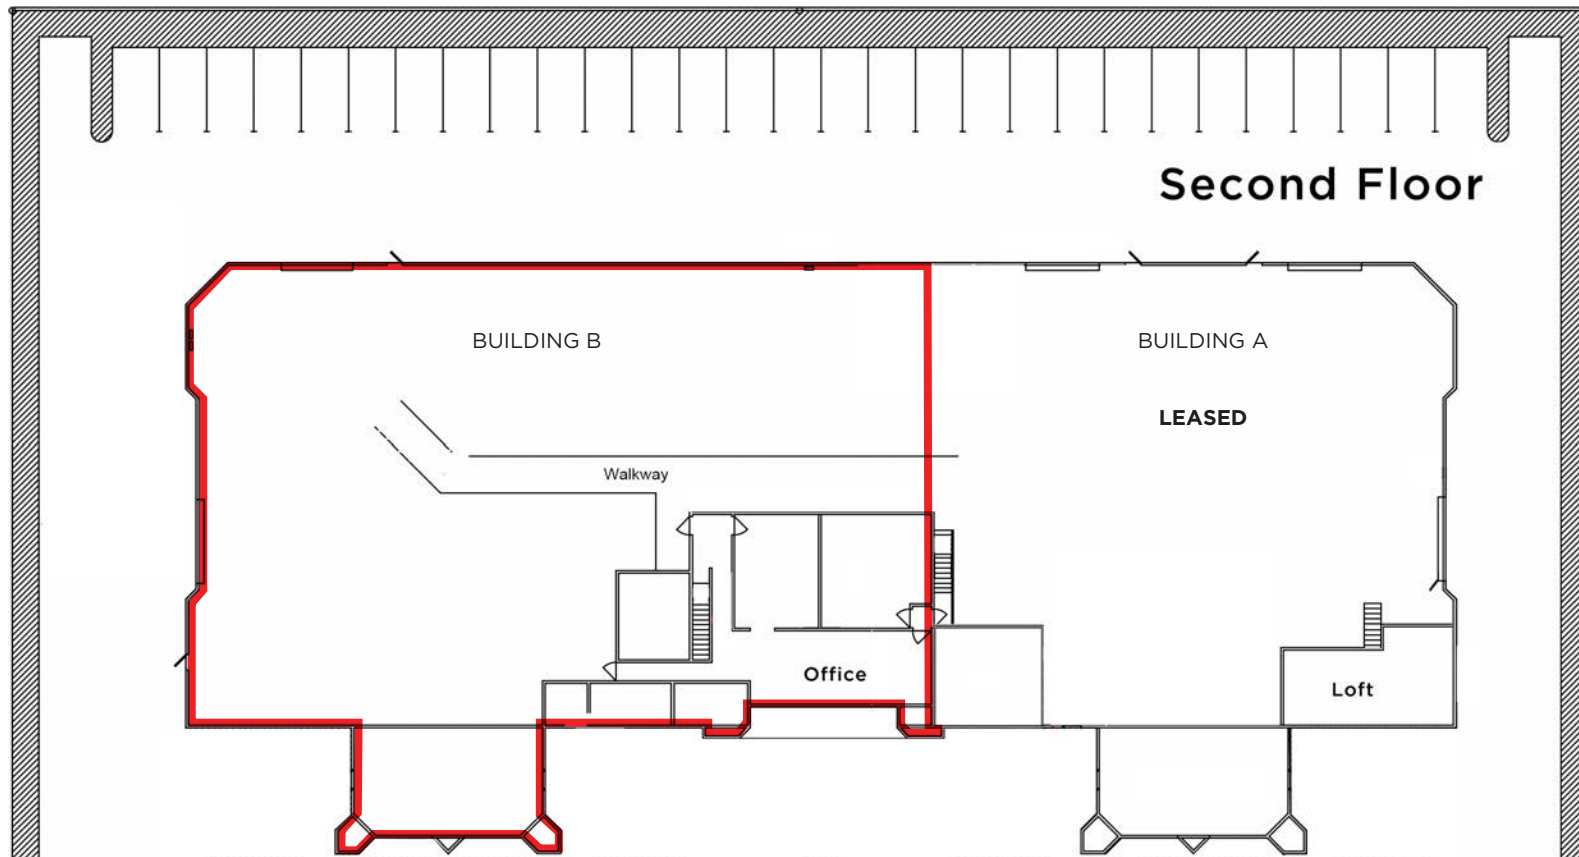 Second Floor
BUILDING B
BUILDING A
LEASED
Walkway
Office
Loft